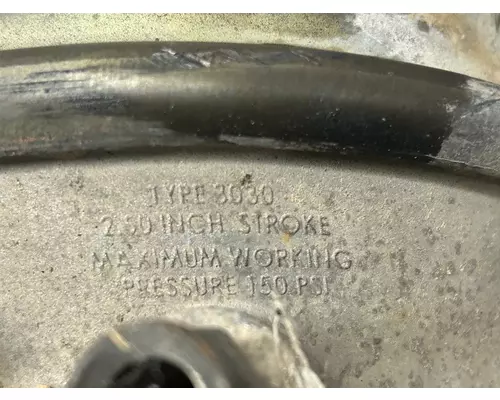 TYPE 3030
2.50 INCH STROKE
MAXIMUM WORKING
PRESSURE 150 PSI